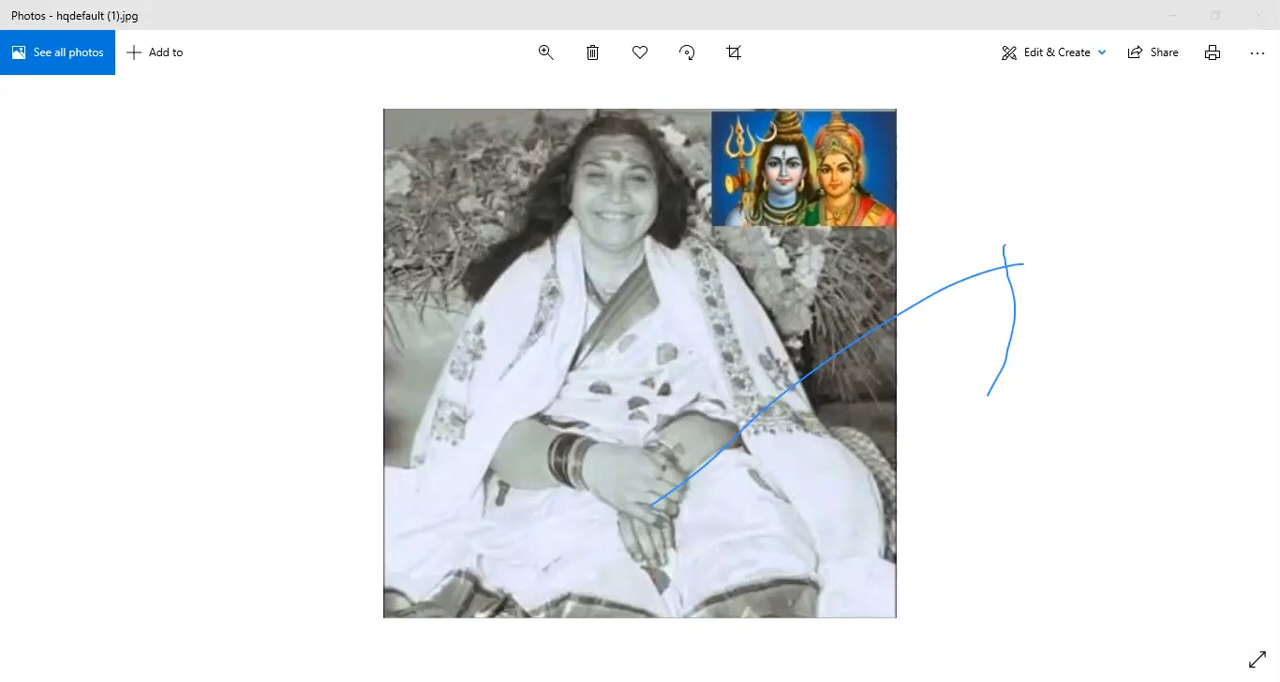 Photos - hqdefault (1).jpg
See all photos
Add to
Edit & Create
Share